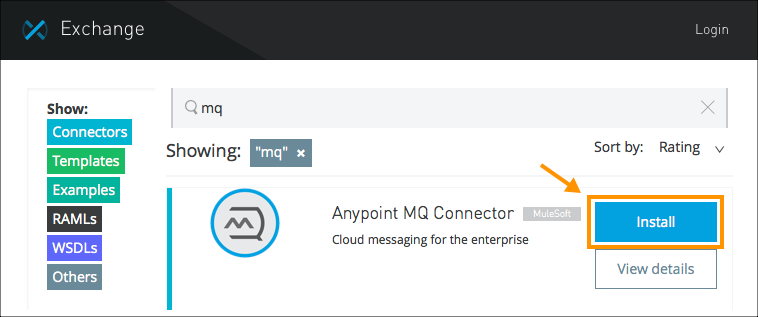 Exchange
Login
Show:
Connectors
Templates
Examples
RAMLs
WSDLs
Others
mq
Showing: "mq" ×
Sort by: Rating
Anypoint MQ Connector MuleSoft
Cloud messaging for the enterprise
Install
View details